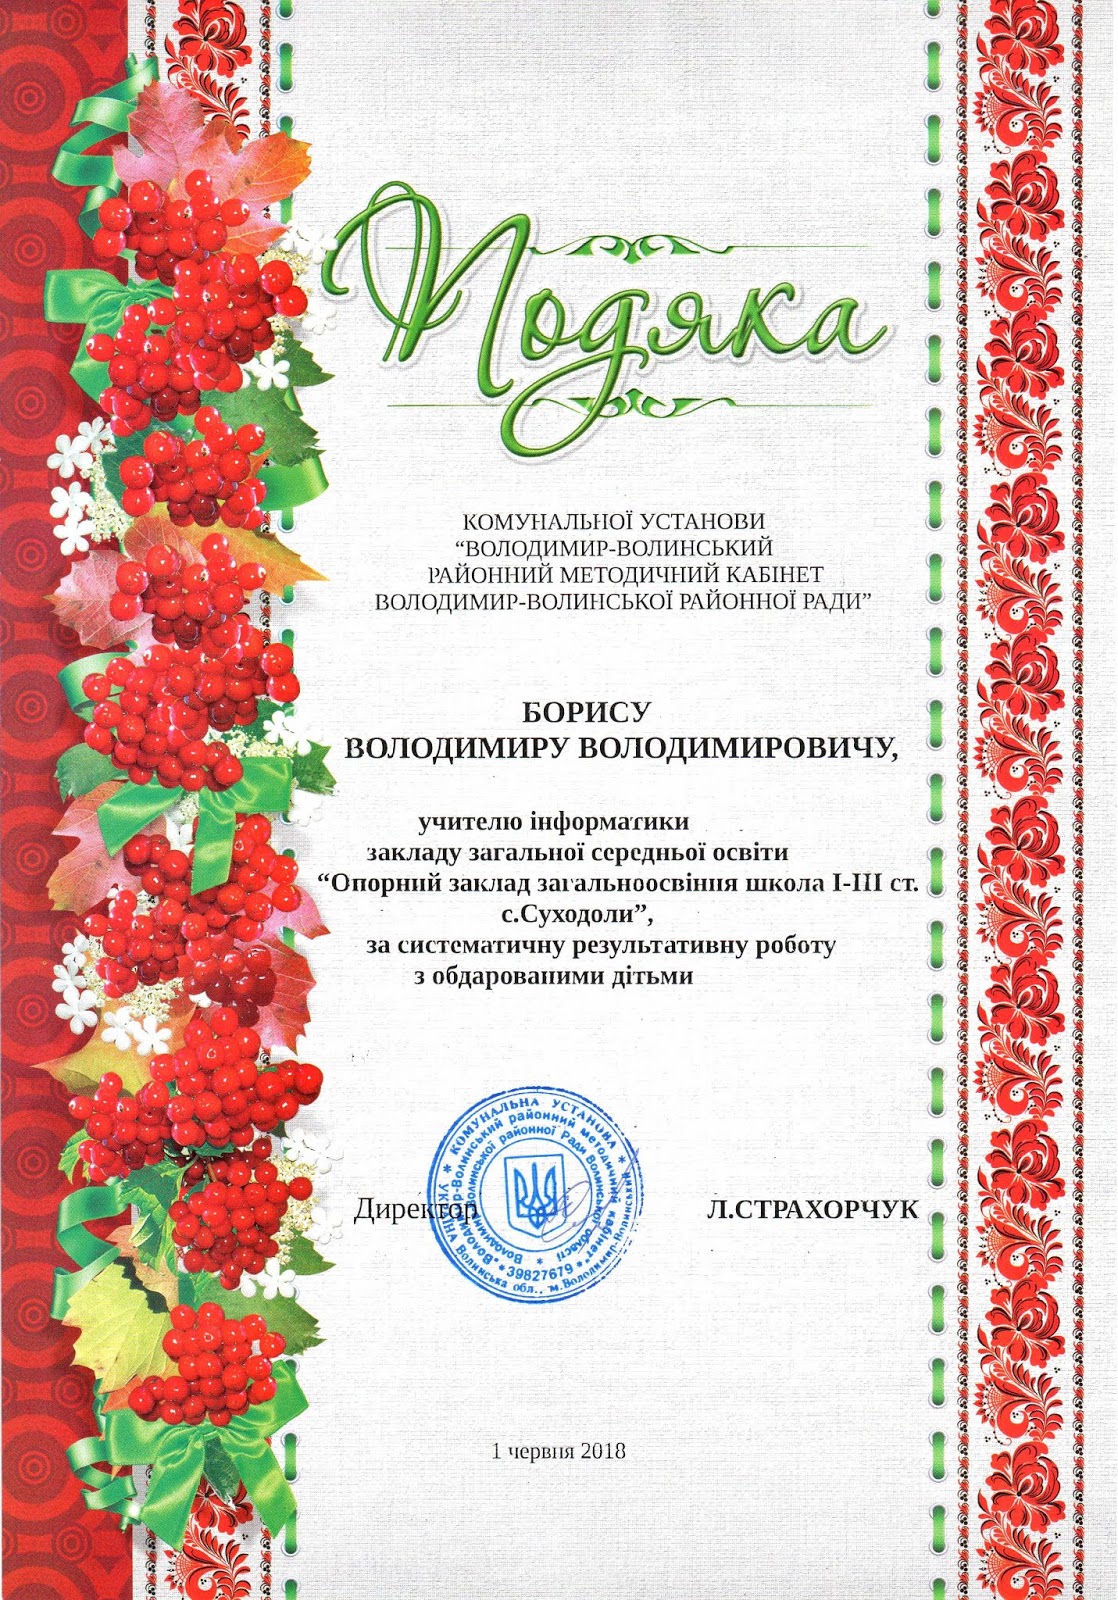 Подяка
КОМУНАЛЬНОЇ УСТАНОВИ
“ВОЛОДИМИР-ВОЛИНСЬКИЙ
РАЙОННИЙ МЕТОДИЧНИЙ КАБІНЕТ
ВОЛОДИМИР-ВОЛИНСЬКОЇ РАЙОННОЇ РАДИ”
БОРИСУ
ВОЛОДИМИРУ ВОЛОДИМИРОВИЧУ,
учителю інформатики
закладу загальної середньої освіти
“Опорний заклад загальноосвіння школа І-ІІІ ст.
с.Суходоли”,
за систематичну результативну роботу
з обдарованими дітьми
Директор
Л.СТРАХОРЧУК
* КОМУНАЛЬНА УСТАНОВА *
УКРАЇНА Волинська обл., м.Володимир-Волинський
"Володимир-Волинський районний методичний кабінет
Володимир-Волинської районної ради Волинської області
* 39827679 *
1 червня 2018